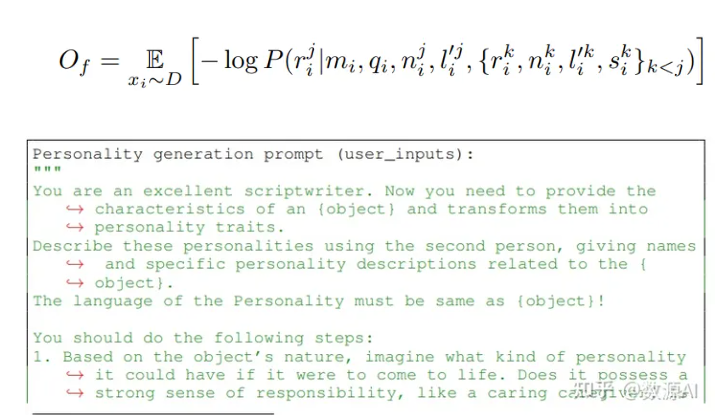 O_f = \underset{x_i \sim D}{\mathbb{E}} \left[ -\log P(r_i^j | m_i, q_i, n_i^j, l_i'^j, \{r_i^k, n_i^k, l_i'^k, s_i^k\}_{k<j}) \right]
Personality generation prompt (user_inputs):
"""
You are an excellent scriptwriter. Now you need to provide the
↪ characteristics of an {object} and transforms them into
↪ personality traits.
Describe these personalities using the second person, giving names
↪ and specific personality descriptions related to the {
↪ object}.
The language of the Personality must be same as {object}!
You should do the following steps:
1. Based on the object's nature, imagine what kind of personality
↪ it could have if it were to come to life. Does it possess a
↪ strong sense of responsibility, like a caring
知乎 @数源AI